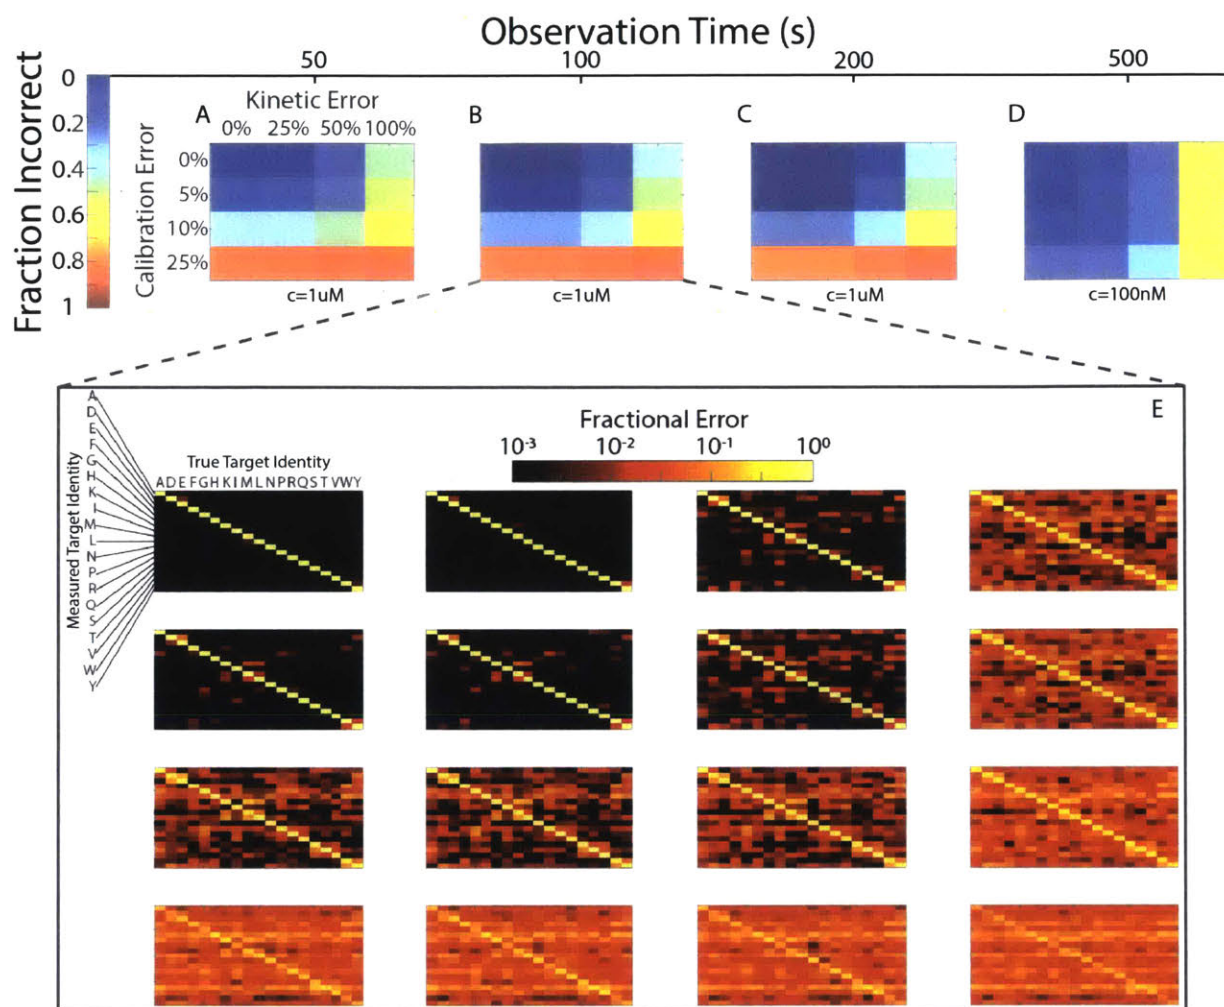 Observation Time (s)
50 100 200 500
Fraction Incorrect
0
0.2
0.4
0.6
0.8
1
A
Kinetic Error
0% 25% 50% 100%
Calibration Error
0%
5%
10%
25%
c=1uM
B
c=1uM
C
c=1uM
D
c=100nM
E
Fractional Error
10⁻³ 10⁻² 10⁻¹ 10⁰
True Target Identity
ADEFGHKIMLNPRQSTVWY
Measured Target Identity
A
D
E
F
G
H
K
I
M
L
N
P
R
Q
S
T
V
W
Y